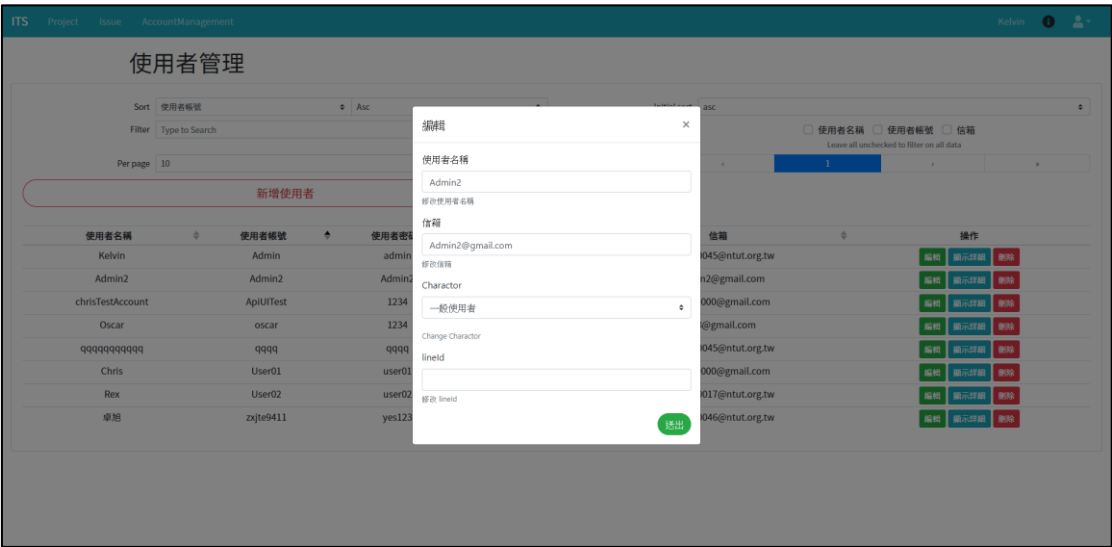 ITS Project Issue AccountManagement Kelvin
使用者管理
Sort 使用者帳號 Asc asc
Filter Type to Search 使用者名稱 使用者帳號 信箱
Leave all unchecked to filter on all data
Per page 10 ‹ 1 › »
新增使用者
使用者名稱 使用者帳號 使用者密 信箱 操作
Kelvin Admin admin 0045@ntut.org.tw 編輯 顯示詳細 刪除
Admin2 Admin2 Admin2 n2@gmail.com 編輯 顯示詳細 刪除
chrisTestAccount ApiUITest 1234 000@gmail.com 編輯 顯示詳細 刪除
Oscar oscar 1234 @gmail.com 編輯 顯示詳細 刪除
qqqqqqqqqqq qqqq qqqq 0045@ntut.org.tw 編輯 顯示詳細 刪除
Chris User01 user01 000@gmail.com 編輯 顯示詳細 刪除
Rex User02 user02 0017@ntut.org.tw 編輯 顯示詳細 刪除
卓旭 zxjte9411 yes123 0046@ntut.org.tw 編輯 顯示詳細 刪除
編輯 ×
使用者名稱
Admin2
修改使用者名稱
信箱
Admin2@gmail.com
修改信箱
Charactor
一般使用者
Change Charactor
lineId
修改 lineid
送出